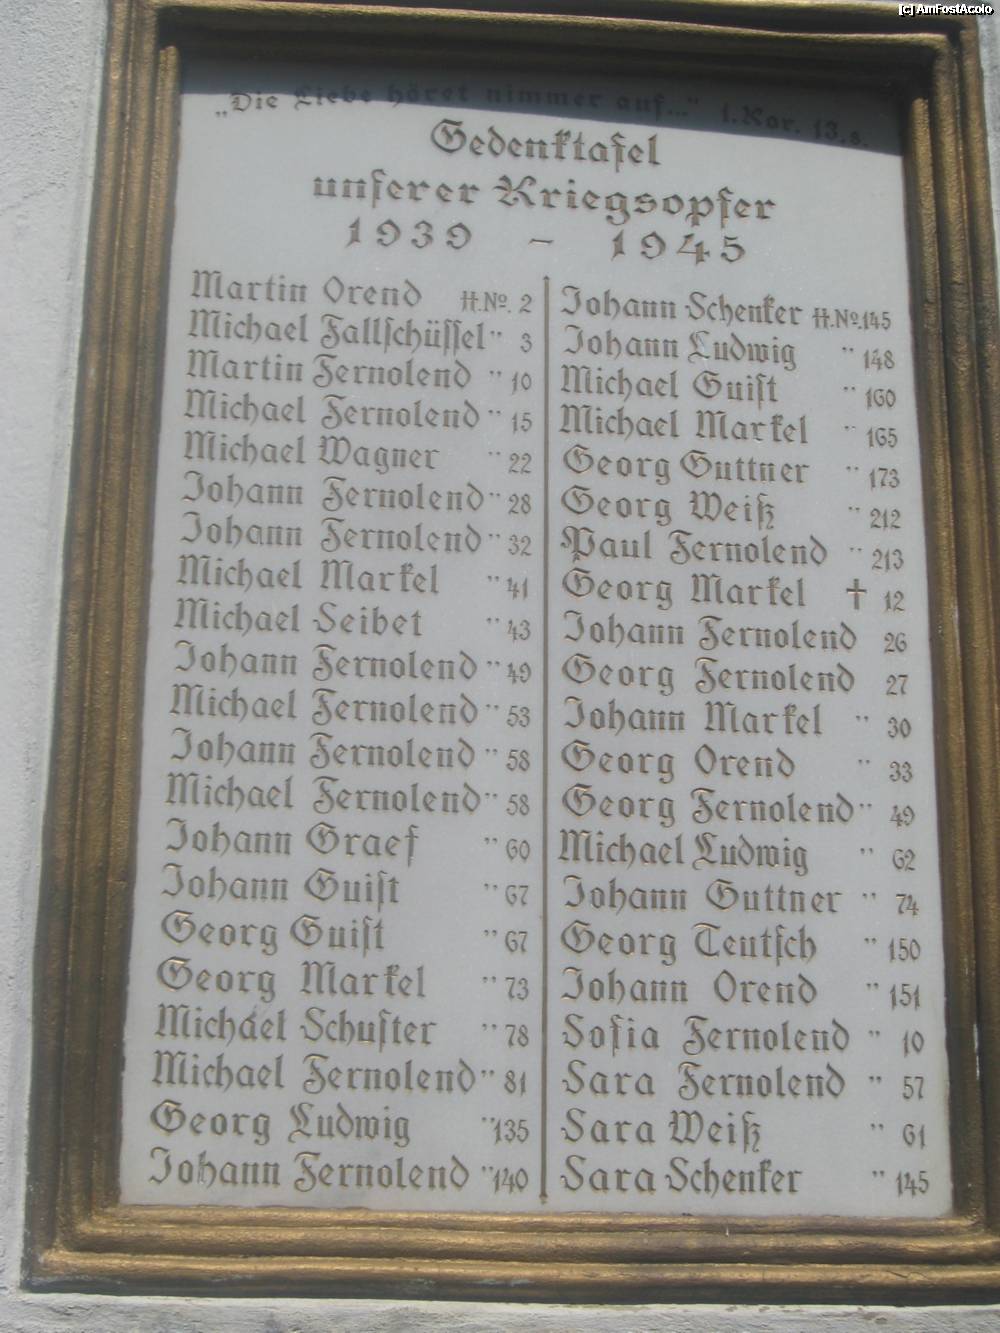 [c] AmFostAcolo
„Die Liebe höret nimmer auf..." 1.Kor. 13.8.
Gedenktafel
unserer Kriegsopfer
1939 - 1945
Martin Orend H.Nº. 2
Michael Fallschüssel " 3
Martin Fernolend " 10
Michael Fernolend " 15
Michael Wagner " 22
Johann Fernolend " 28
Johann Fernolend " 32
Michael Markel " 41
Michael Seibet " 43
Johann Fernolend " 49
Michael Fernolend " 53
Johann Fernolend " 58
Michael Fernolend " 58
Johann Graef " 60
Johann Guist " 67
Georg Guist " 67
Georg Markel " 73
Michael Schuster " 78
Michael Fernolend " 81
Georg Ludwig " 135
Johann Fernolend " 140
Johann Schenker H.Nº.145
Johann Ludwig " 148
Michael Guist " 160
Michael Markel " 165
Georg Guttner " 173
Georg Weiß " 212
Paul Fernolend " 213
Georg Markel † 12
Johann Fernolend 26
Georg Fernolend 27
Johann Markel " 30
Georg Orend " 33
Georg Fernolend " 49
Michael Ludwig " 62
Johann Guttner " 74
Georg Teutsch " 150
Johann Orend " 151
Sofia Fernolend " 10
Sara Fernolend " 57
Sara Weiß " 61
Sara Schenker " 145